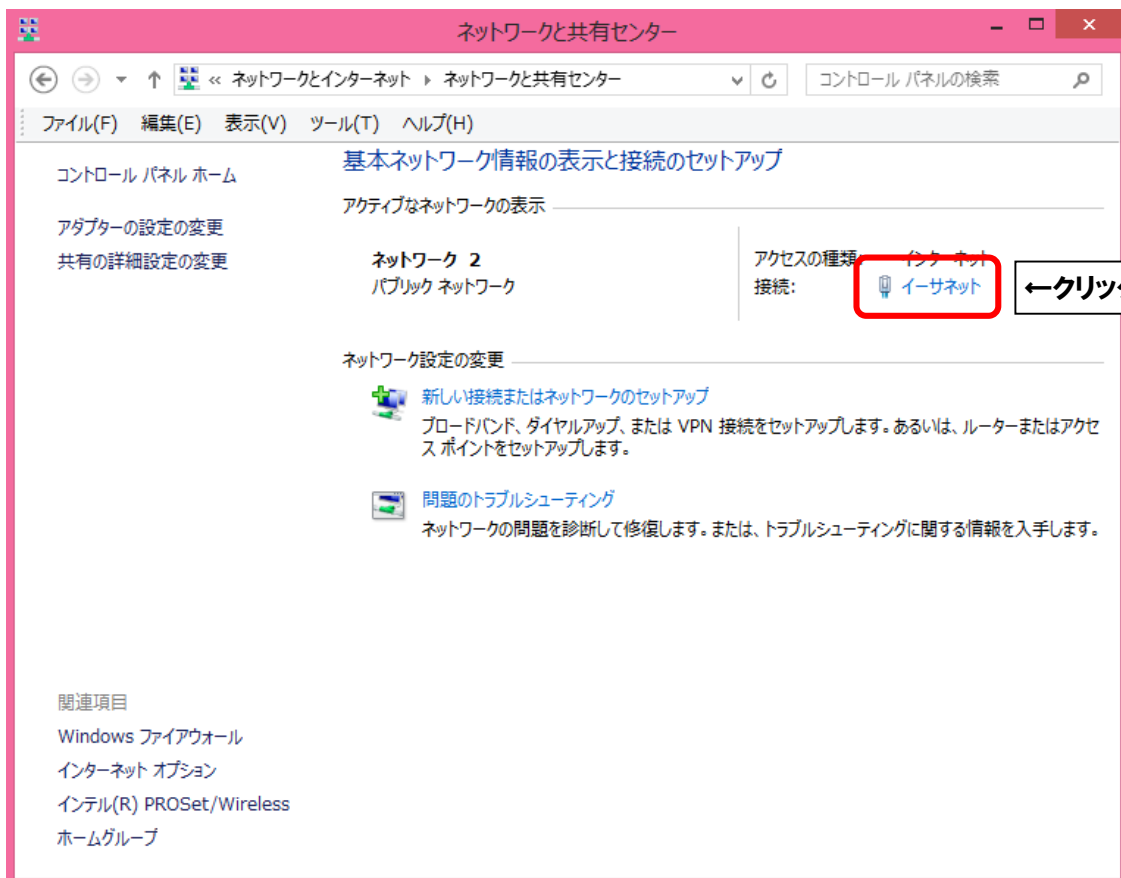 ネットワークと共有センター
« ネットワークとインターネット ▸ ネットワークと共有センター
コントロール パネルの検索
ファイル(F) 編集(E) 表示(V) ツール(T) ヘルプ(H)
コントロール パネル ホーム
アダプターの設定の変更
共有の詳細設定の変更
基本ネットワーク情報の表示と接続のセットアップ
アクティブなネットワークの表示
ネットワーク 2
パブリック ネットワーク
アクセスの種類: インターネット
接続: イーサネット
←クリッ
ネットワーク設定の変更
新しい接続またはネットワークのセットアップ
ブロードバンド、ダイヤルアップ、または VPN 接続をセットアップします。あるいは、ルーターまたはアクセ
ス ポイントをセットアップします。
問題のトラブルシューティング
ネットワークの問題を診断して修復します。または、トラブルシューティングに関する情報を入手します。
関連項目
Windows ファイアウォール
インターネット オプション
インテル(R) PROSet/Wireless
ホームグループ